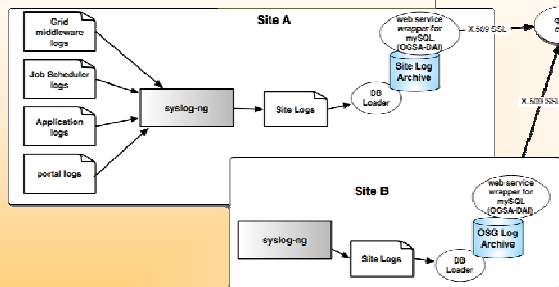 Site A
Grid
middleware
logs
Job Scheduler
logs
Application
logs
portal logs
syslog-ng
Site Logs
DB
Loader
web service
wrapper for
mySQL
(OGSA-DAI)
Site Log
Archive
X.509 SSL
X.509 SSL
Site B
syslog-ng
Site Logs
DB
Loader
web service
wrapper for
mySQL
(OGSA-DAI)
OSG Log
Archive